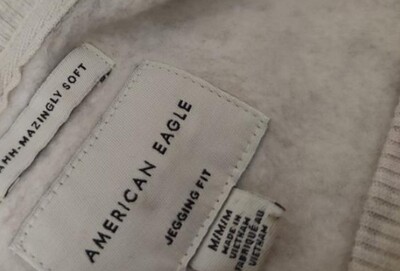 AHH-MAZINGLY SOFT
AMERICAN EAGLE
JEGGING FIT
M/M/M
MADE IN
VIETNAM
FABRIQUÉ AU
VIETNAM